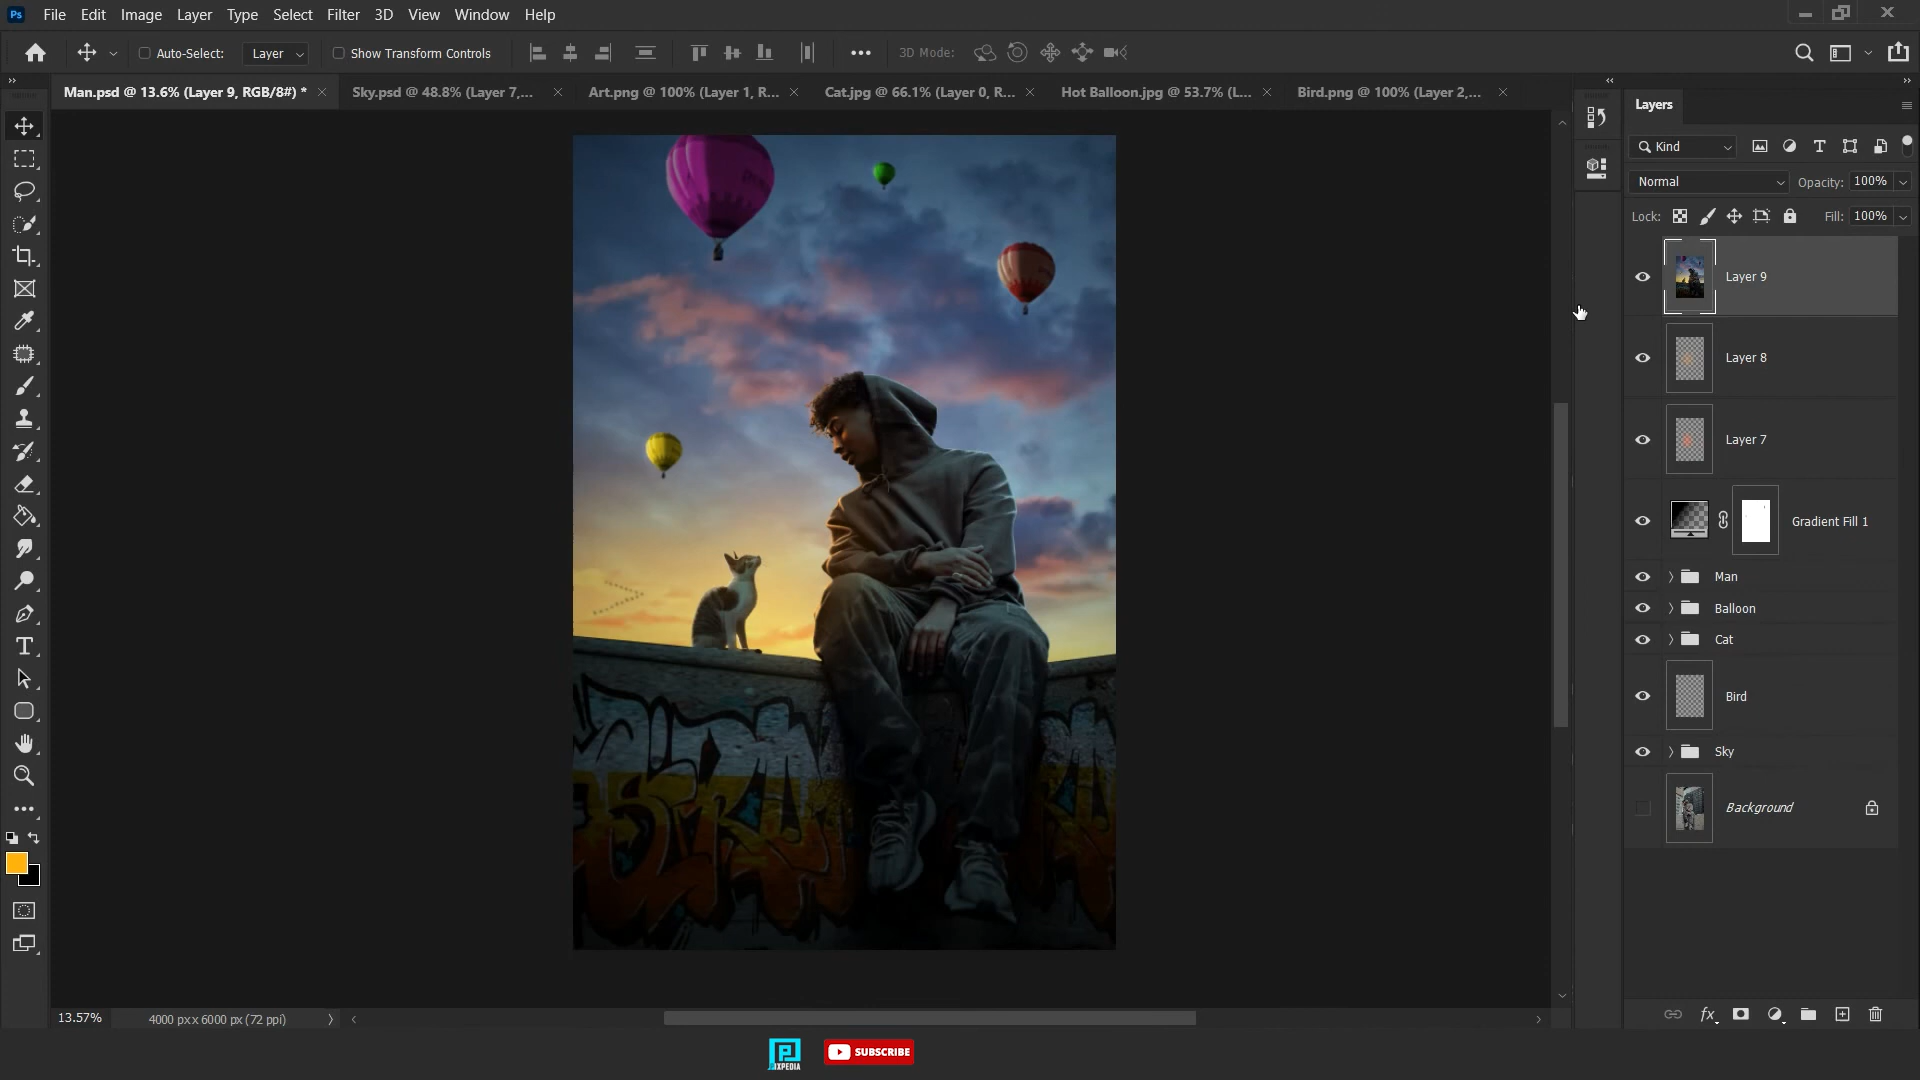 Ps File Edit Image Layer Type Select Filter 3D View Window Help
Auto-Select: Layer Show Transform Controls 3D Mode:
Man.psd @ 13.6% (Layer 9, RGB/8#) * Sky.psd @ 48.8% (Layer 7,... Art.png @ 100% (Layer 1, R... Cat.jpg @ 66.1% (Layer 0, R... Hot Balloon.jpg @ 53.7% (L... Bird.png @ 100% (Layer 2,...
Layers
Kind
Normal Opacity: 100%
Lock: Fill: 100%
Layer 9
Layer 8
Layer 7
Gradient Fill 1
Man
Balloon
Cat
Bird
Sky
Background
13.57% 4000 px x 6000 px (72 ppi)
fx
PIXPEDIA SUBSCRIBE